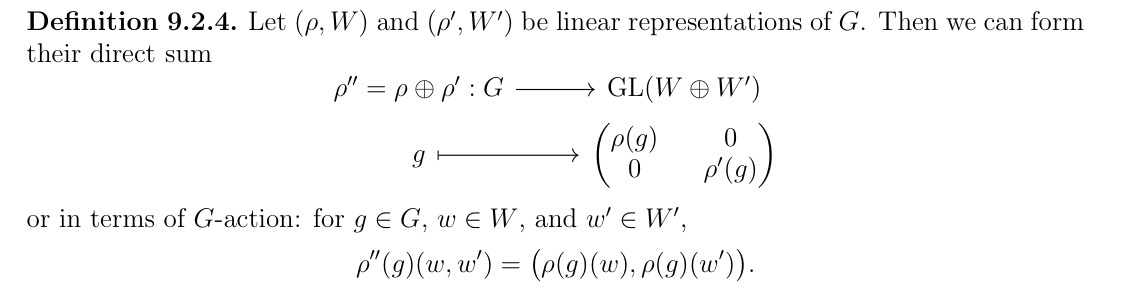 Definition 9.2.4. Let (ρ, W) and (ρ′, W′) be linear representations of G. Then we can form
their direct sum
ρ″ = ρ ⊕ ρ′ : G ⟶ GL(W ⊕ W′)
g ⟼ (ρ(g) 0
0 ρ′(g))
or in terms of G-action: for g ∈ G, w ∈ W, and w′ ∈ W′,
ρ″(g)(w, w′) = (ρ(g)(w), ρ(g)(w′)).